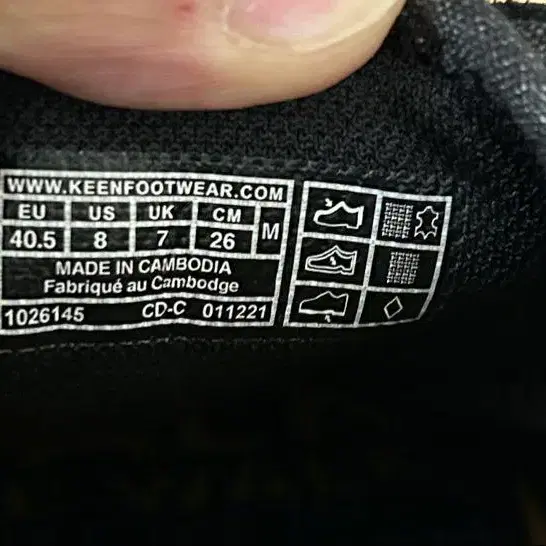 WWW.KEENFOOTWEAR.COM
EU US UK CM M
40.5 8 7 26
MADE IN CAMBODIA
Fabriqué au Cambodge
1026145 CD-C 011221